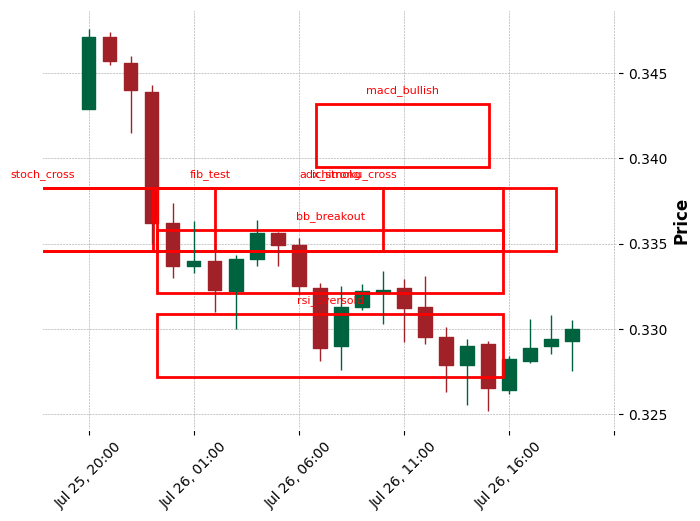 macd_bullish
stoch_cross
fib_test
adx_strong
ichimoku_cross
bb_breakout
rsi_oversold
0.345
0.340
0.335
0.330
0.325
Price
Jul 25, 20:00
Jul 26, 01:00
Jul 26, 06:00
Jul 26, 11:00
Jul 26, 16:00